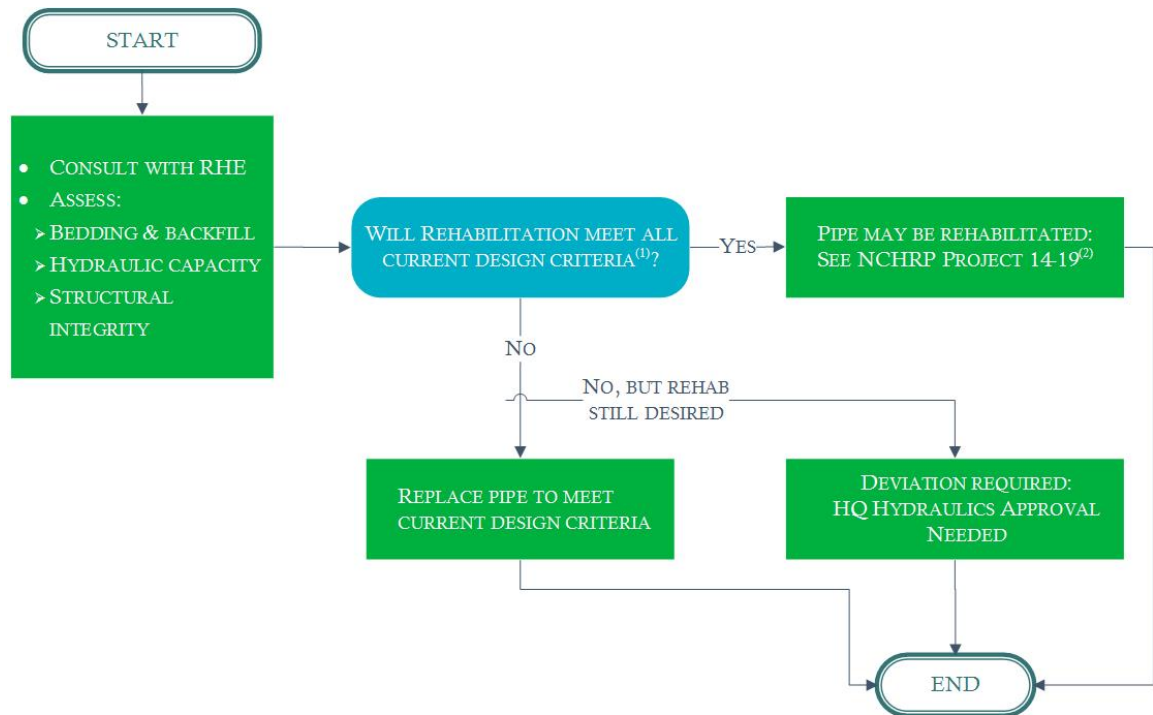 START
• CONSULT WITH RHE
• ASSESS:
➢ BEDDING & BACKFILL
➢ HYDRAULIC CAPACITY
➢ STRUCTURAL
INTEGRITY
WILL REHABILITATION MEET ALL
CURRENT DESIGN CRITERIA(1)?
YES
PIPE MAY BE REHABILITATED:
SEE NCHRP PROJECT 14-19(2)
NO
NO, BUT REHAB
STILL DESIRED
REPLACE PIPE TO MEET
CURRENT DESIGN CRITERIA
DEVIATION REQUIRED:
HQ HYDRAULICS APPROVAL
NEEDED
END